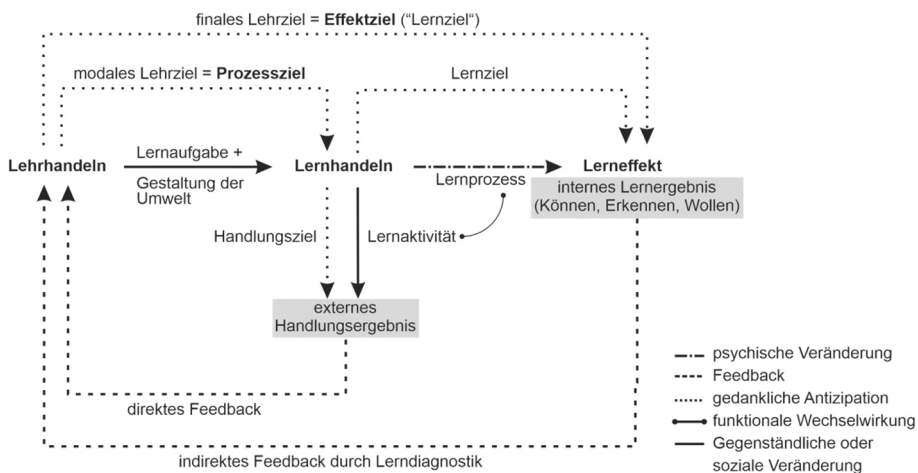 finales Lehrziel = Effektziel (“Lernziel“)
modales Lehrziel = Prozessziel
Lernziel
Lehrhandeln
Lernaufgabe +
Gestaltung der
Umwelt
Lernhandeln
Lernprozess
Lerneffekt
internes Lernergebnis
(Können, Erkennen, Wollen)
Handlungsziel
Lernaktivität
externes
Handlungsergebnis
direktes Feedback
indirektes Feedback durch Lerndiagnostik
psychische Veränderung
Feedback
gedankliche Antizipation
funktionale Wechselwirkung
Gegenständliche oder
soziale Veränderung